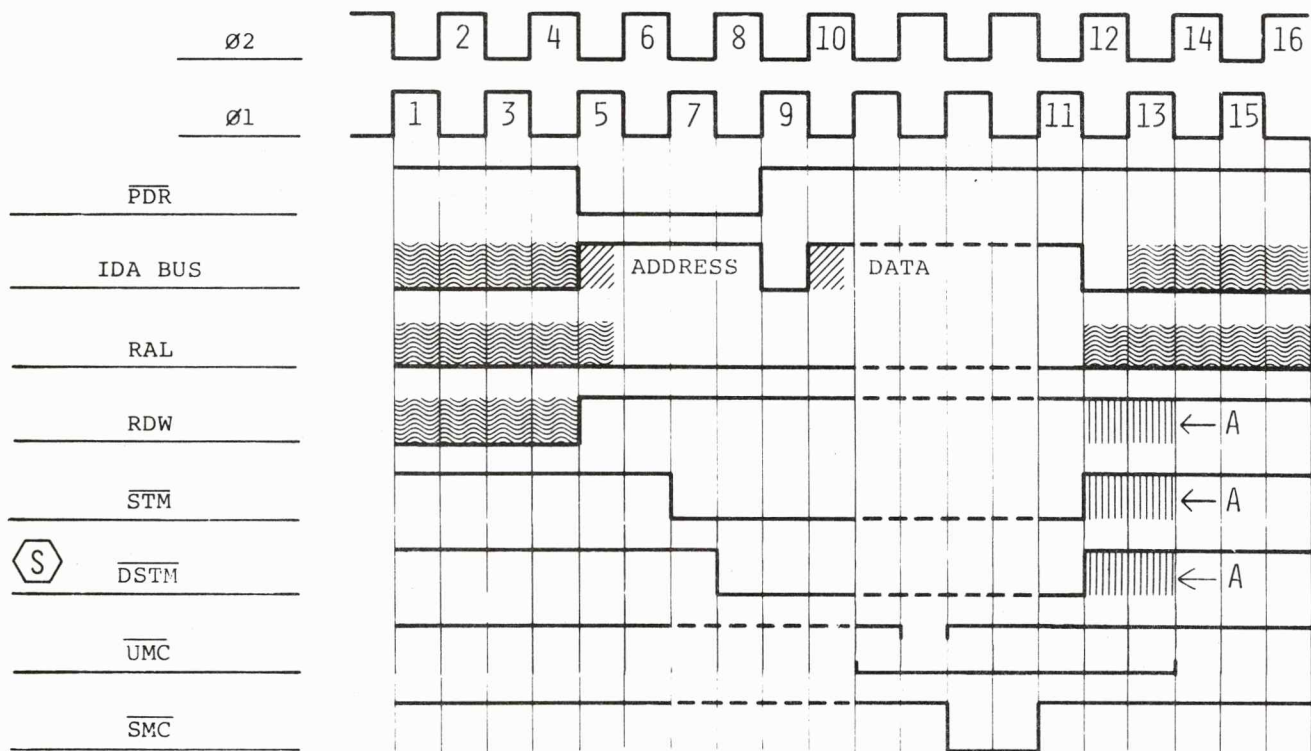 ø2 2 4 6 8 10 12 14 16
ø1 1 3 5 7 9 11 13 15
PDR
IDA BUS ADDRESS DATA
RAL
RDW ← A
STM ← A
S DSTM ← A
UMC
SMC